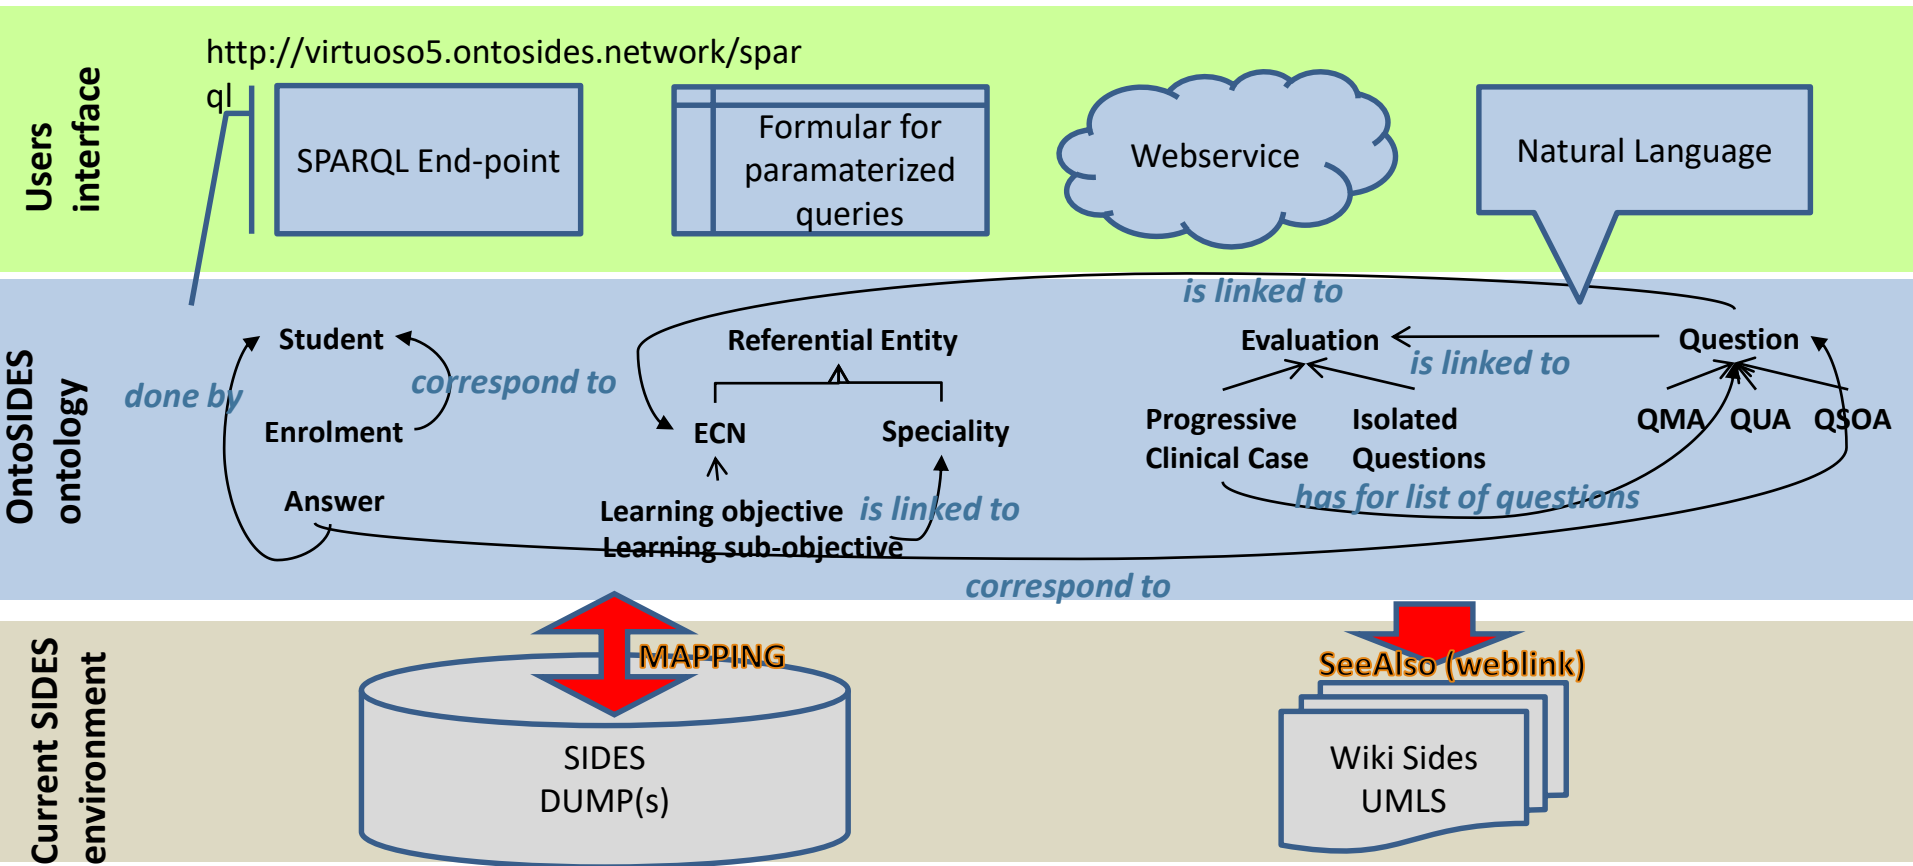 Users
interface
http://virtuoso5.ontosides.network/spar
ql
SPARQL End-point
Formular for
paramaterized
queries
Webservice
Natural Language
OntoSIDES
ontology
is linked to
Student
Referential Entity
Evaluation
Question
is linked to
done by
correspond to
Enrolment
ECN
Speciality
Progressive
Clinical Case
Isolated
Questions
QMA
QUA
QSOA
Answer
Learning objective
is linked to
Learning sub-objective
has for list of questions
correspond to
Current SIDES
environment
MAPPING
SIDES
DUMP(s)
SeeAlso (weblink)
Wiki Sides
UMLS